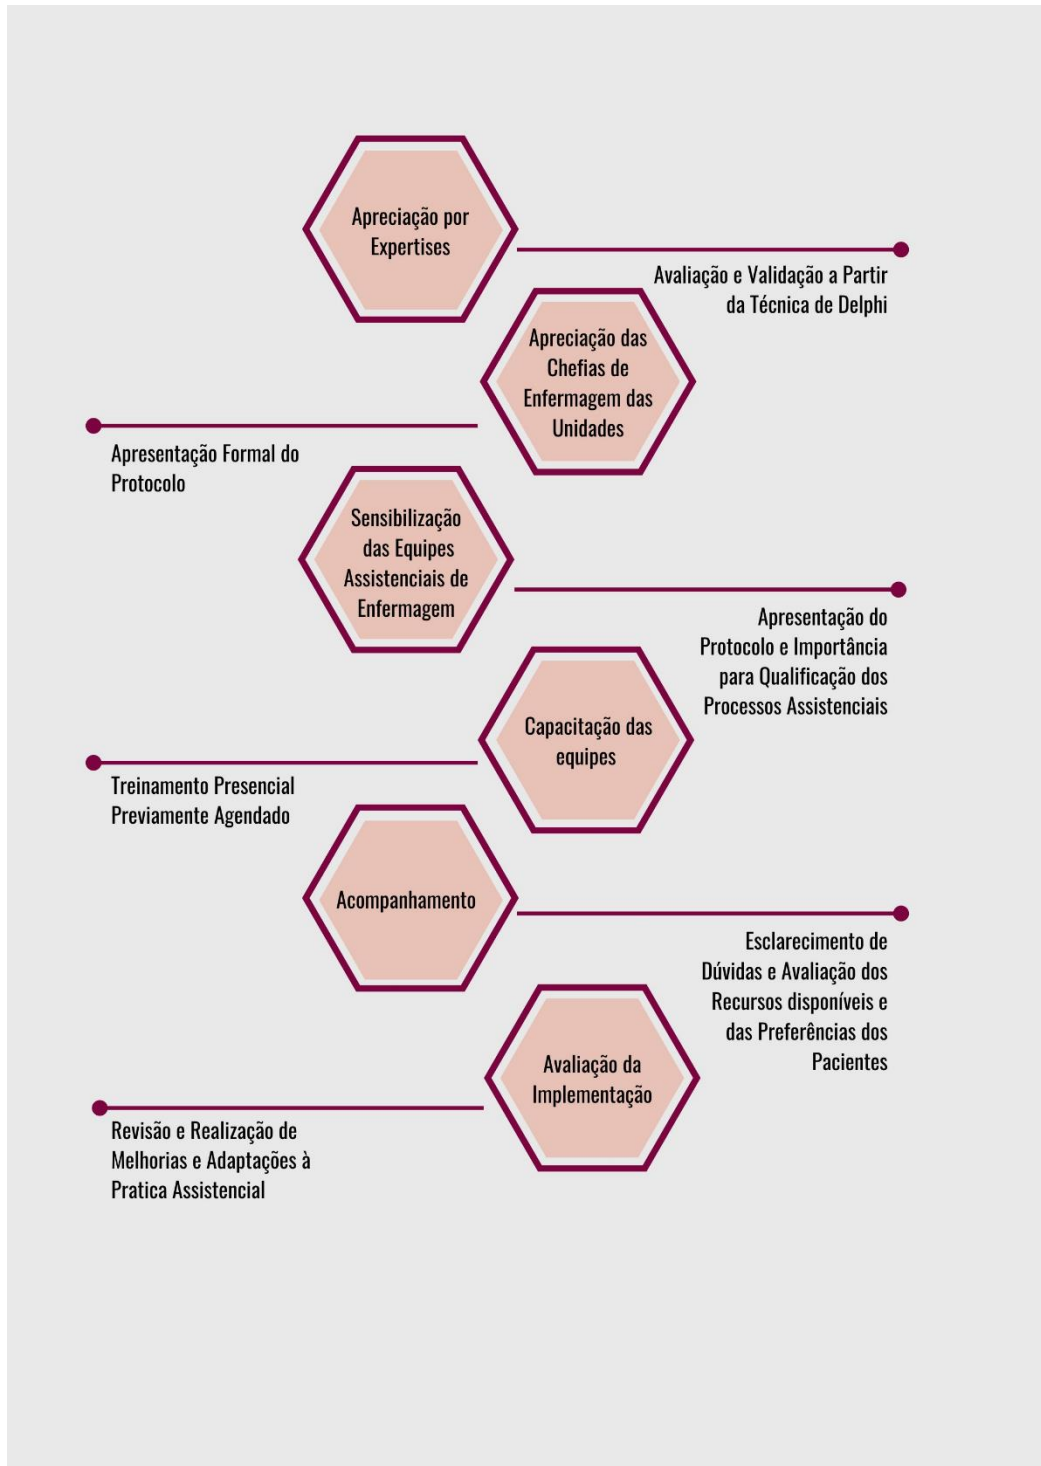 Apreciação por
Expertises
Avaliação e Validação a Partir
da Técnica de Delphi
Apreciação das
Chefias de
Enfermagem das
Unidades
Apresentação Formal do
Protocolo
Sensibilização
das Equipes
Assistenciais de
Enfermagem
Apresentação do
Protocolo e Importância
para Qualificação dos
Processos Assistenciais
Capacitação das
equipes
Treinamento Presencial
Previamente Agendado
Acompanhamento
Esclarecimento de
Dúvidas e Avaliação dos
Recursos disponíveis e
das Preferências dos
Pacientes
Avaliação da
Implementação
Revisão e Realização de
Melhorias e Adaptações à
Pratica Assistencial